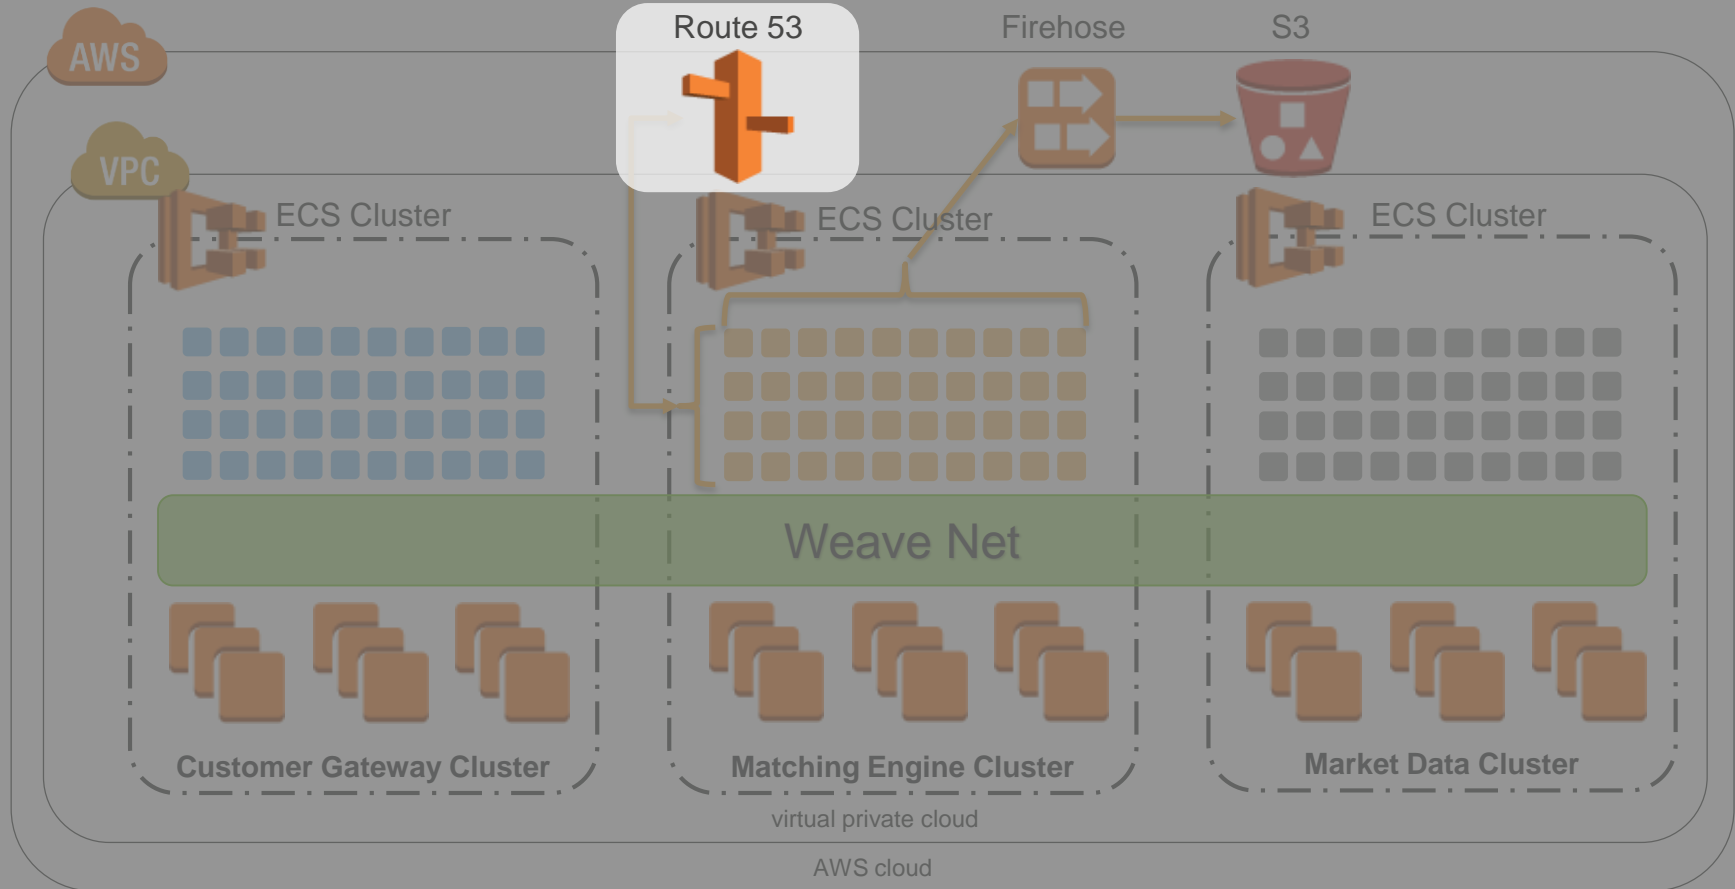 Route 53
Firehose
S3
AWS
VPC
ECS Cluster
ECS Cluster
ECS Cluster
Weave Net
Customer Gateway Cluster
Matching Engine Cluster
Market Data Cluster
virtual private cloud
AWS cloud